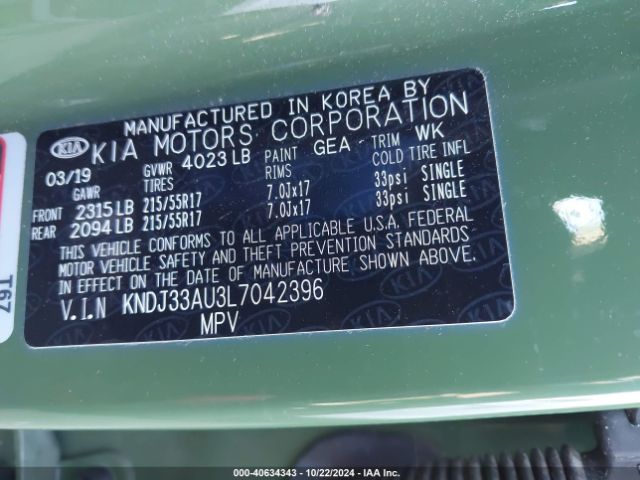 MANUFACTURED IN KOREA BY
KIA KIA MOTORS CORPORATION
03/19 GVWR 4023 LB PAINT GEA TRIM WK
GAWR TIRES RIMS COLD TIRE INFL
FRONT 2315 LB 215/55R17 7.0Jx17 33psi SINGLE
REAR 2094 LB 215/55R17 7.0Jx17 33psi SINGLE
THIS VEHICLE CONFORMS TO ALL APPLICABLE U.S.A. FEDERAL
MOTOR VEHICLE SAFETY AND THEFT PREVENTION STANDARDS
IN EFFECT ON THE DATE OF MANUFACTURE SHOWN ABOVE.
V.I.N KNDJ33AU3L7042396
MPV
000-40634343 - 10/22/2024 - IAA Inc.